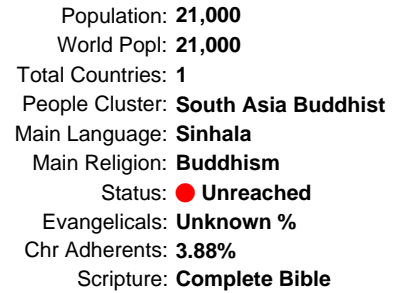 Population: 21,000
World Popl: 21,000
Total Countries: 1
People Cluster: South Asia Buddhist
Main Language: Sinhala
Main Religion: Buddhism
Status: Unreached
Evangelicals: Unknown %
Chr Adherents: 3.88%
Scripture: Complete Bible